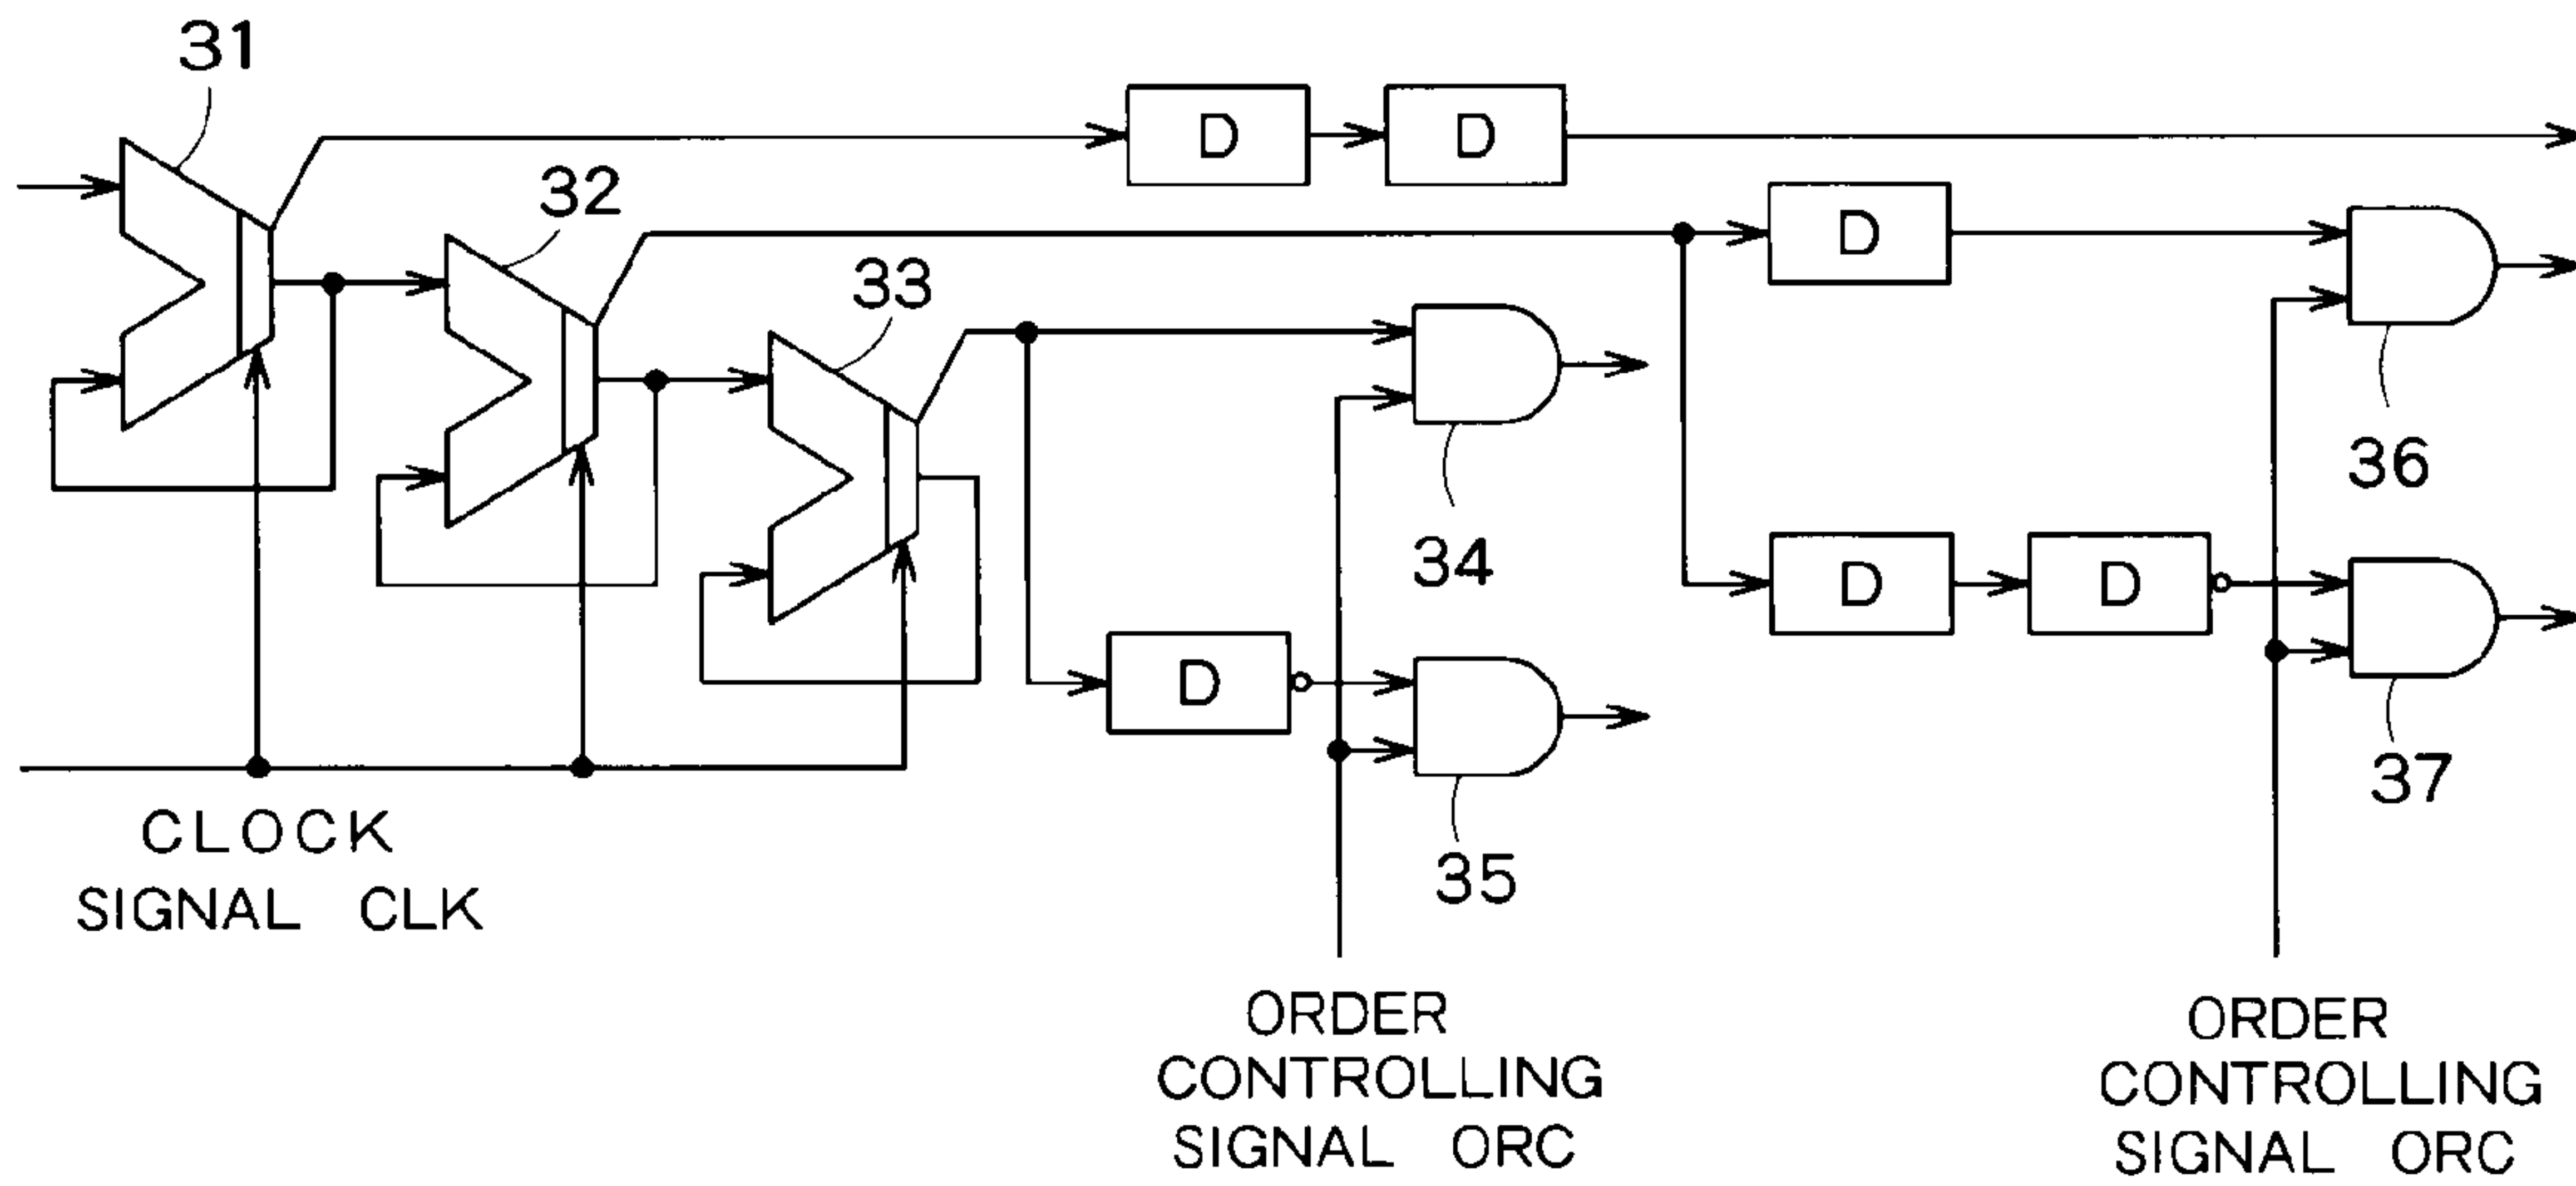 31
D D
32
D
33
36
34
D D
D
37
35
CLOCK
SIGNAL CLK
ORDER
CONTROLLING
SIGNAL ORC
ORDER
CONTROLLING
SIGNAL ORC